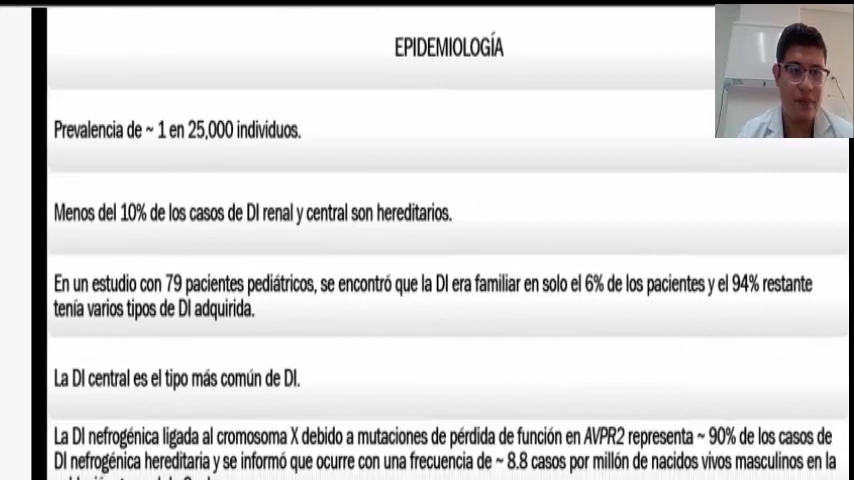 EPIDEMIOLOGÍA
Prevalencia de ~ 1 en 25,000 individuos.
Menos del 10% de los casos de DI renal y central son hereditarios.
En un estudio con 79 pacientes pediátricos, se encontró que la DI era familiar en solo el 6% de los pacientes y el 94% restante
tenía varios tipos de DI adquirida.
La DI central es el tipo más común de DI.
La DI nefrogénica ligada al cromosoma X debido a mutaciones de pérdida de función en AVPR2 representa ~ 90% de los casos de
DI nefrogénica hereditaria y se informó que ocurre con una frecuencia de ~ 8.8 casos por millón de nacidos vivos masculinos en la